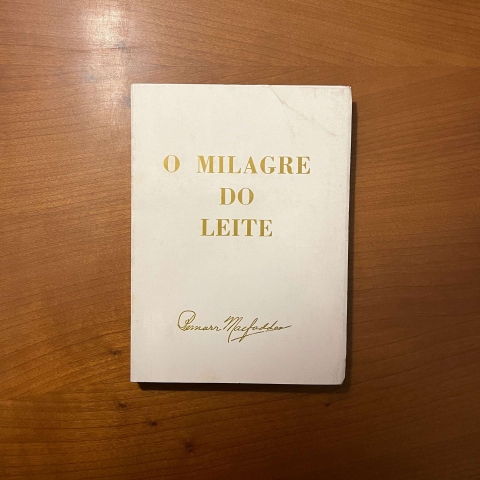 O MILAGRE
DO
LEITE
Bernarr Macfadden